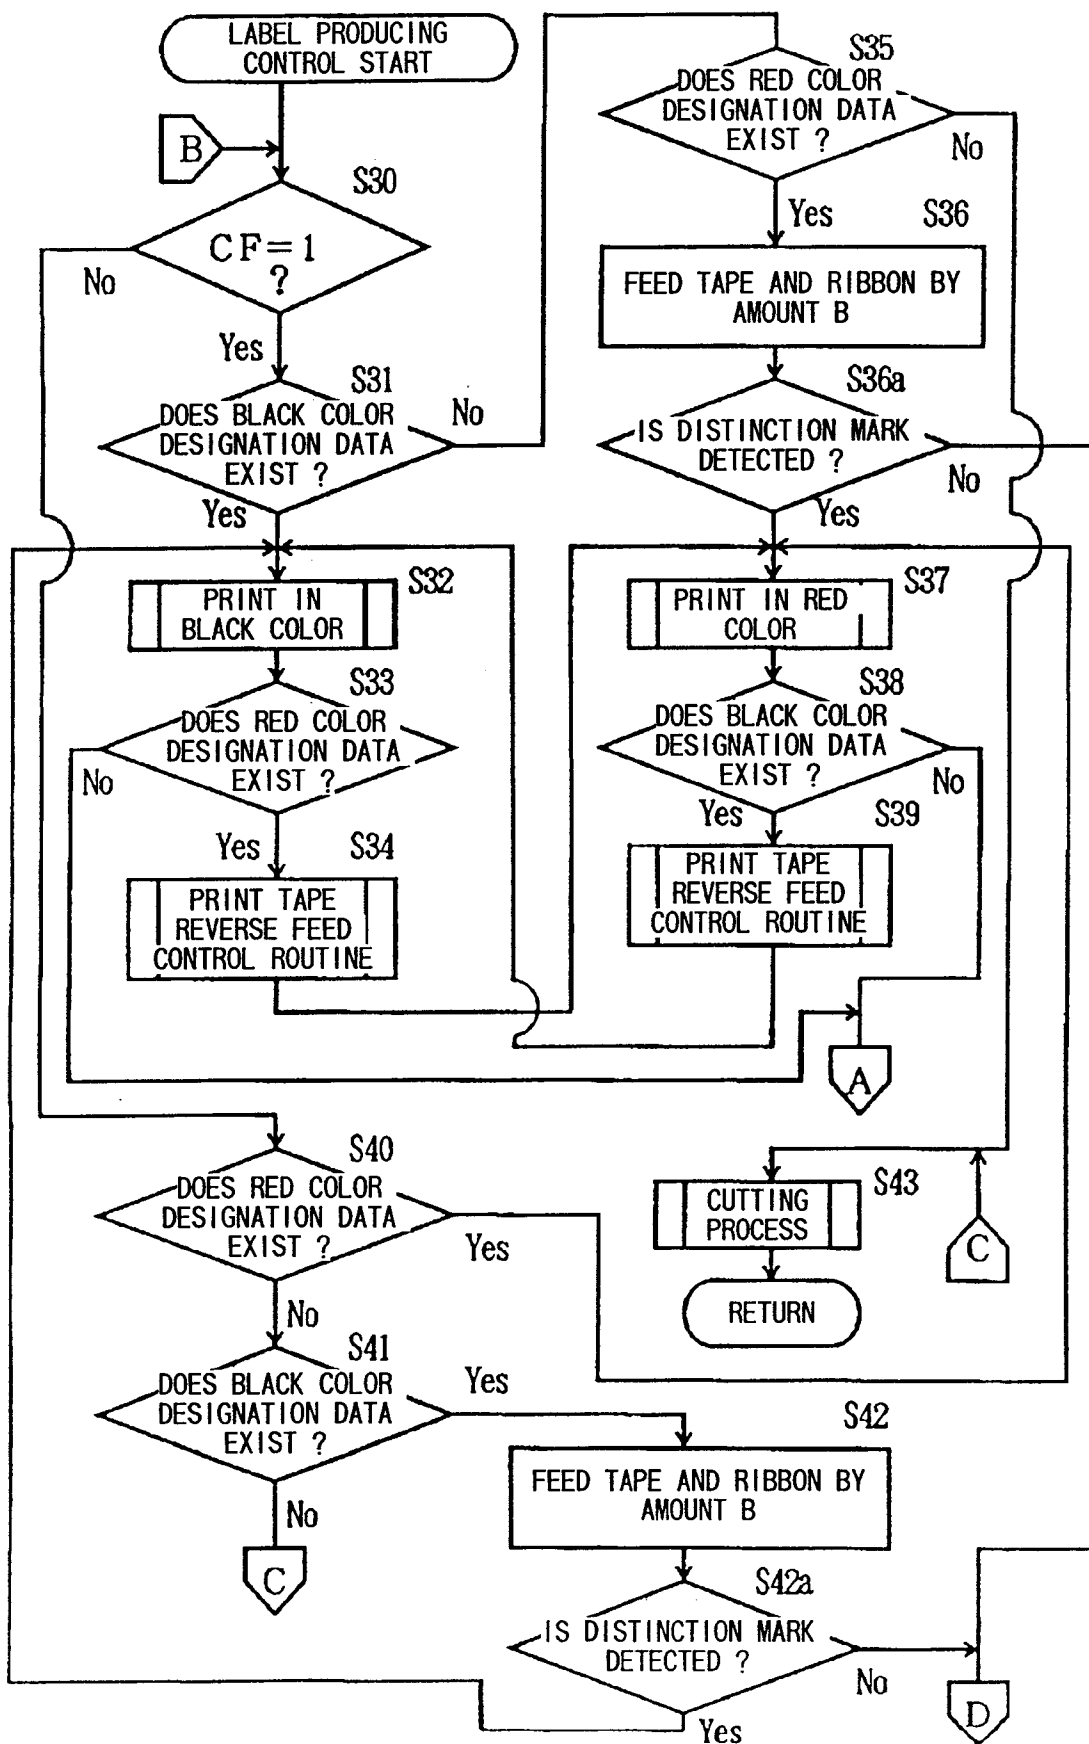 LABEL PRODUCING
CONTROL START
B
S30
CF=1
?
No
Yes
S31
DOES BLACK COLOR
DESIGNATION DATA
EXIST ?
No
Yes
S32
PRINT IN
BLACK COLOR
S33
DOES RED COLOR
DESIGNATION DATA
EXIST ?
No
Yes
S34
PRINT TAPE
REVERSE FEED
CONTROL ROUTINE
S35
DOES RED COLOR
DESIGNATION DATA
EXIST ?
No
Yes
S36
FEED TAPE AND RIBBON BY
AMOUNT B
S36a
IS DISTINCTION MARK
DETECTED ?
No
Yes
S37
PRINT IN RED
COLOR
S38
DOES BLACK COLOR
DESIGNATION DATA
EXIST ?
No
Yes
S39
PRINT TAPE
REVERSE FEED
CONTROL ROUTINE
A
S40
DOES RED COLOR
DESIGNATION DATA
EXIST ?
Yes
No
S41
DOES BLACK COLOR
DESIGNATION DATA
EXIST ?
Yes
No
C
S43
CUTTING
PROCESS
C
RETURN
S42
FEED TAPE AND RIBBON BY
AMOUNT B
S42a
IS DISTINCTION MARK
DETECTED ?
No
Yes
D